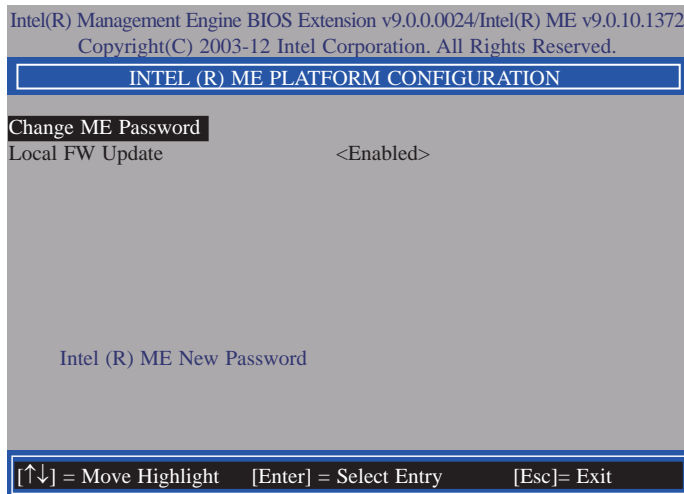 Intel(R) Management Engine BIOS Extension v9.0.0.0024/Intel(R) ME v9.0.10.1372
Copyright(C) 2003-12 Intel Corporation. All Rights Reserved.
INTEL (R) ME PLATFORM CONFIGURATION
Change ME Password
Local FW Update <Enabled>
Intel (R) ME New Password
[↑↓] = Move Highlight [Enter] = Select Entry [Esc]= Exit